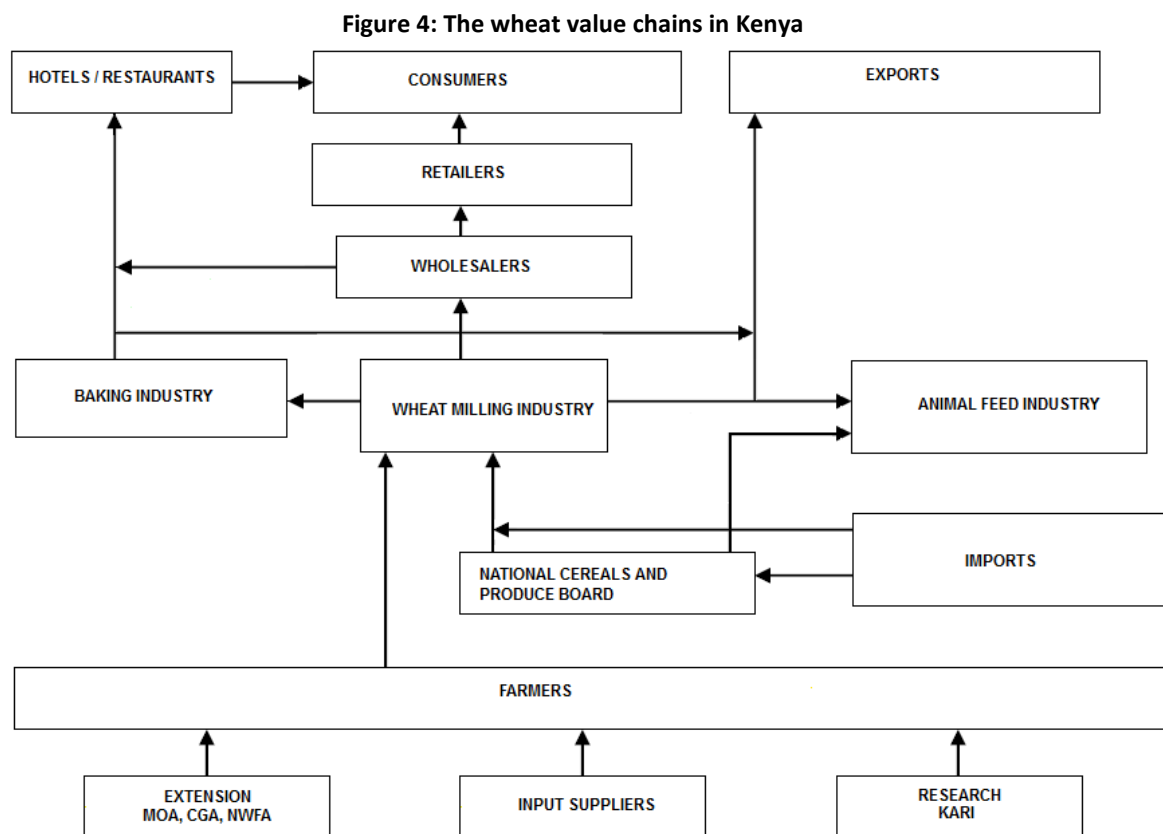 Figure 4: The wheat value chains in Kenya
HOTELS / RESTAURANTS
CONSUMERS
EXPORTS
RETAILERS
WHOLESALERS
BAKING INDUSTRY
WHEAT MILLING INDUSTRY
ANIMAL FEED INDUSTRY
NATIONAL CEREALS AND
PRODUCE BOARD
IMPORTS
FARMERS
EXTENSION
MOA, CGA, NWFA
INPUT SUPPLIERS
RESEARCH
KARI